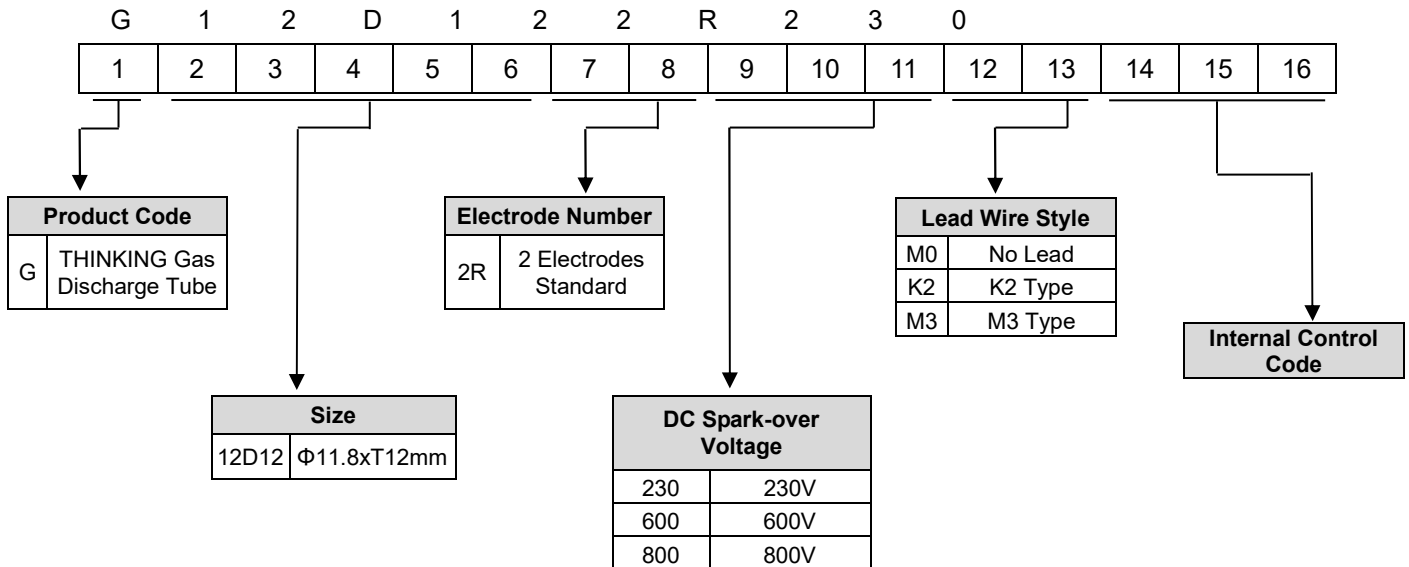 G 1 2 D 1 2 2 R 2 3 0
1 2 3 4 5 6 7 8 9 10 11 12 13 14 15 16
Product Code
G THINKING Gas
Discharge Tube
Electrode Number
2R 2 Electrodes
Standard
Lead Wire Style
M0 No Lead
K2 K2 Type
M3 M3 Type
Internal Control
Code
Size
12D12 Φ11.8xT12mm
DC Spark-over
Voltage
230 230V
600 600V
800 800V